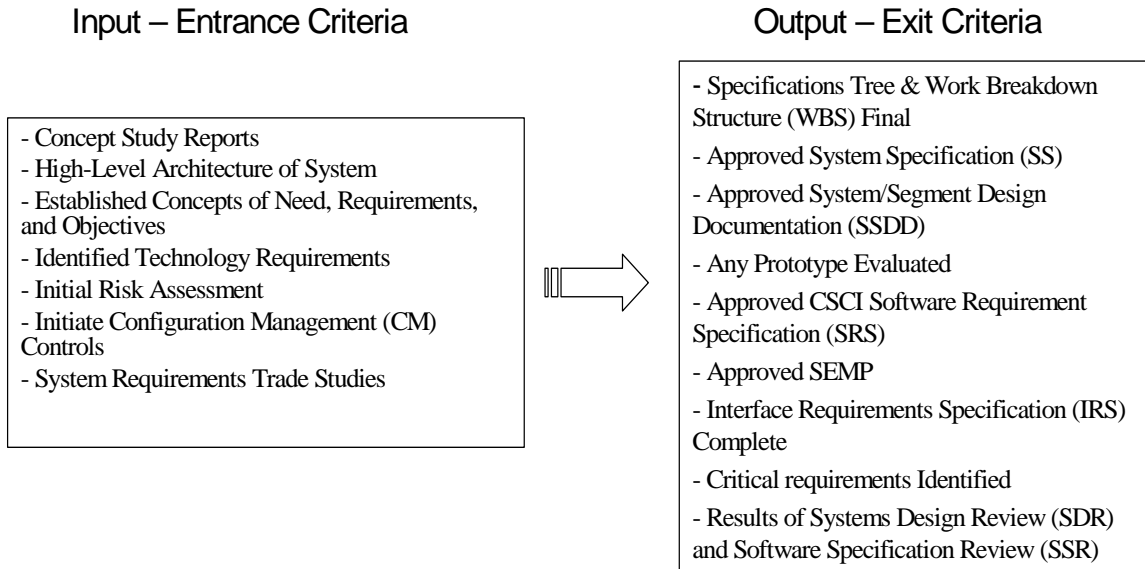 Input – Entrance Criteria
- Concept Study Reports
- High-Level Architecture of System
- Established Concepts of Need, Requirements,
and Objectives
- Identified Technology Requirements
- Initial Risk Assessment
- Initiate Configuration Management (CM)
Controls
- System Requirements Trade Studies
Output – Exit Criteria
- Specifications Tree & Work Breakdown
Structure (WBS) Final
- Approved System Specification (SS)
- Approved System/Segment Design
Documentation (SSDD)
- Any Prototype Evaluated
- Approved CSCI Software Requirement
Specification (SRS)
- Approved SEMP
- Interface Requirements Specification (IRS)
Complete
- Critical requirements Identified
- Results of Systems Design Review (SDR)
and Software Specification Review (SSR)